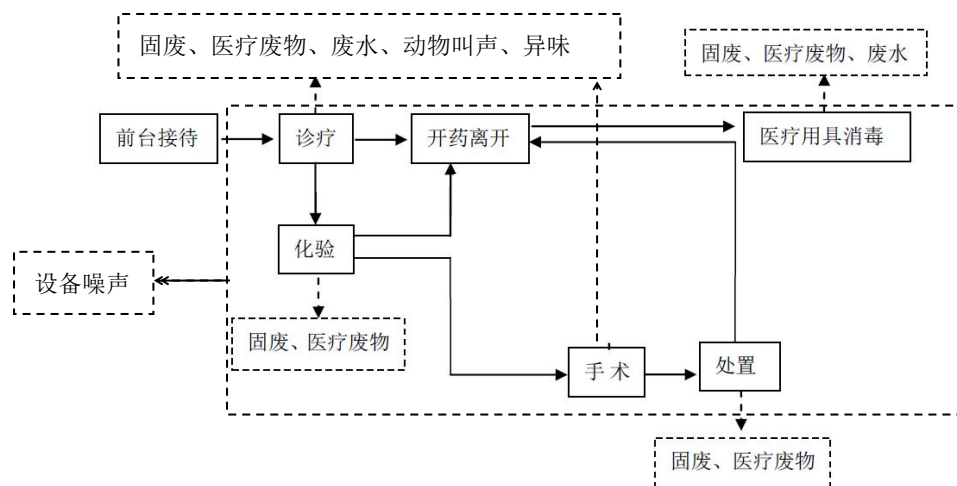 固废、医疗废物、废水、动物叫声、异味
固废、医疗废物、废水
前台接待
诊疗
开药离开
医疗用具消毒
化验
设备噪声
固废、医疗废物
手 术
处置
固废、医疗废物